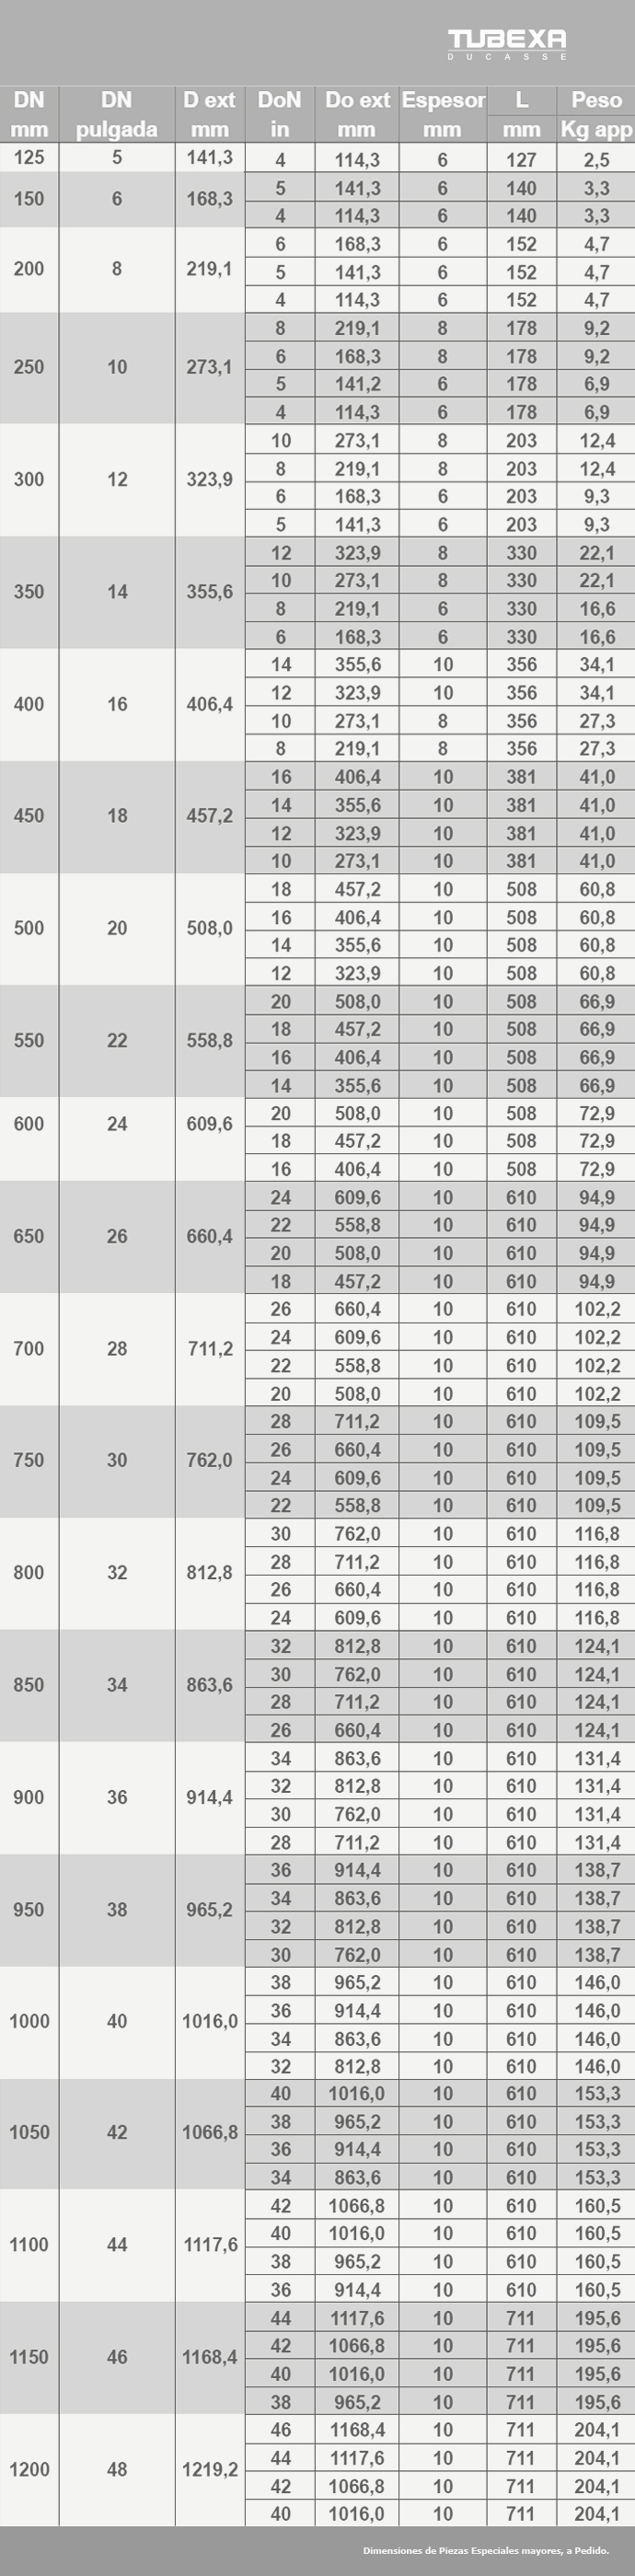 TUBEXA
DUCASSE
DN DN D ext DoN Do ext Espesor L Peso
mm pulgada mm in mm mm mm Kg app
125 5 141,3 4 114,3 6 127 2,5
150 6 168,3 5 141,3 6 140 3,3
4 114,3 6 140 3,3
6 168,3 6 152 4,7
200 8 219,1 5 141,3 6 152 4,7
4 114,3 6 152 4,7
8 219,1 8 178 9,2
250 10 273,1 6 168,3 8 178 9,2
5 141,2 6 178 6,9
4 114,3 6 178 6,9
10 273,1 8 203 12,4
300 12 323,9 8 219,1 8 203 12,4
6 168,3 6 203 9,3
5 141,3 6 203 9,3
12 323,9 8 330 22,1
350 14 355,6 10 273,1 8 330 22,1
8 219,1 6 330 16,6
6 168,3 6 330 16,6
14 355,6 10 356 34,1
400 16 406,4 12 323,9 10 356 34,1
10 273,1 8 356 27,3
8 219,1 8 356 27,3
16 406,4 10 381 41,0
450 18 457,2 14 355,6 10 381 41,0
12 323,9 10 381 41,0
10 273,1 10 381 41,0
18 457,2 10 508 60,8
500 20 508,0 16 406,4 10 508 60,8
14 355,6 10 508 60,8
12 323,9 10 508 60,8
20 508,0 10 508 66,9
550 22 558,8 18 457,2 10 508 66,9
16 406,4 10 508 66,9
14 355,6 10 508 66,9
600 24 609,6 20 508,0 10 508 72,9
18 457,2 10 508 72,9
16 406,4 10 508 72,9
24 609,6 10 610 94,9
650 26 660,4 22 558,8 10 610 94,9
20 508,0 10 610 94,9
18 457,2 10 610 94,9
26 660,4 10 610 102,2
700 28 711,2 24 609,6 10 610 102,2
22 558,8 10 610 102,2
20 508,0 10 610 102,2
28 711,2 10 610 109,5
750 30 762,0 26 660,4 10 610 109,5
24 609,6 10 610 109,5
22 558,8 10 610 109,5
30 762,0 10 610 116,8
800 32 812,8 28 711,2 10 610 116,8
26 660,4 10 610 116,8
24 609,6 10 610 116,8
32 812,8 10 610 124,1
850 34 863,6 30 762,0 10 610 124,1
28 711,2 10 610 124,1
26 660,4 10 610 124,1
34 863,6 10 610 131,4
900 36 914,4 32 812,8 10 610 131,4
30 762,0 10 610 131,4
28 711,2 10 610 131,4
36 914,4 10 610 138,7
950 38 965,2 34 863,6 10 610 138,7
32 812,8 10 610 138,7
30 762,0 10 610 138,7
38 965,2 10 610 146,0
1000 40 1016,0 36 914,4 10 610 146,0
34 863,6 10 610 146,0
32 812,8 10 610 146,0
40 1016,0 10 610 153,3
1050 42 1066,8 38 965,2 10 610 153,3
36 914,4 10 610 153,3
34 863,6 10 610 153,3
42 1066,8 10 610 160,5
1100 44 1117,6 40 1016,0 10 610 160,5
38 965,2 10 610 160,5
36 914,4 10 610 160,5
44 1117,6 10 711 195,6
1150 46 1168,4 42 1066,8 10 711 195,6
40 1016,0 10 711 195,6
38 965,2 10 711 195,6
46 1168,4 10 711 204,1
1200 48 1219,2 44 1117,6 10 711 204,1
42 1066,8 10 711 204,1
40 1016,0 10 711 204,1
Dimensiones de Piezas Especiales mayores, a Pedido.